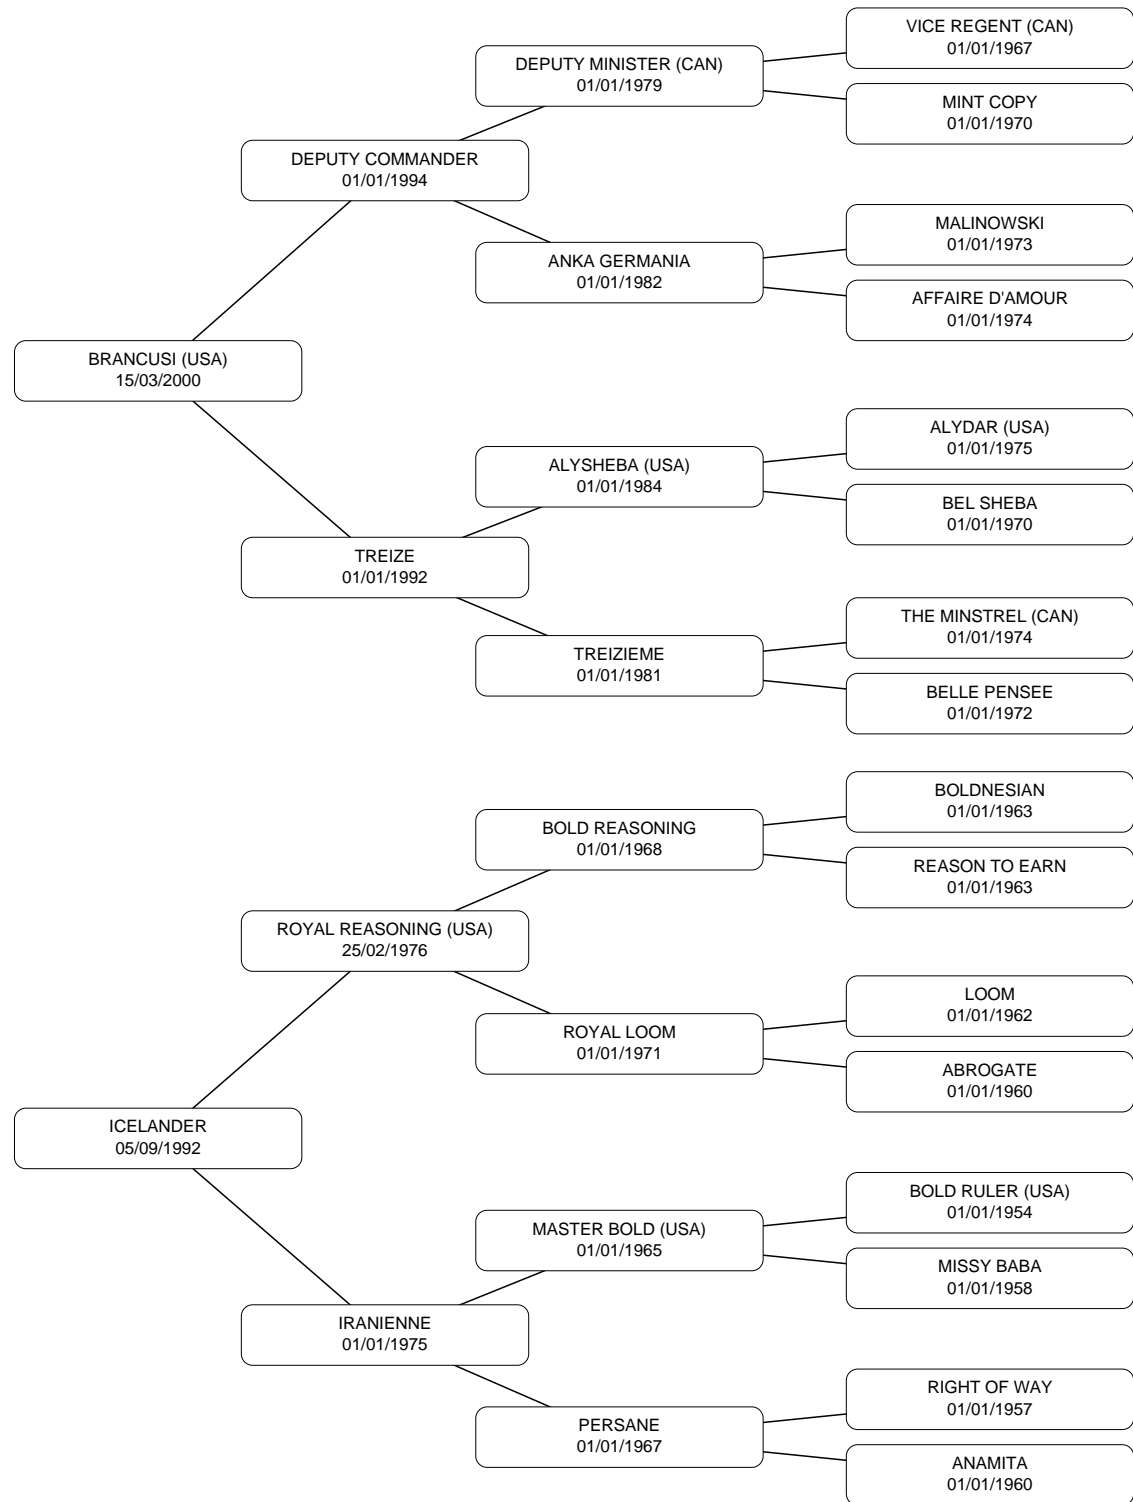 VICE REGENT (CAN)
01/01/1967
DEPUTY MINISTER (CAN)
01/01/1979
MINT COPY
01/01/1970
DEPUTY COMMANDER
01/01/1994
MALINOWSKI
01/01/1973
ANKA GERMANIA
01/01/1982
AFFAIRE D'AMOUR
01/01/1974
BRANCUSI (USA)
15/03/2000
ALYDAR (USA)
01/01/1975
ALYSHEBA (USA)
01/01/1984
BEL SHEBA
01/01/1970
TREIZE
01/01/1992
THE MINSTREL (CAN)
01/01/1974
TREIZIEME
01/01/1981
BELLE PENSEE
01/01/1972
BOLDNESIAN
01/01/1963
BOLD REASONING
01/01/1968
REASON TO EARN
01/01/1963
ROYAL REASONING (USA)
25/02/1976
LOOM
01/01/1962
ROYAL LOOM
01/01/1971
ABROGATE
01/01/1960
ICELANDER
05/09/1992
BOLD RULER (USA)
01/01/1954
MASTER BOLD (USA)
01/01/1965
MISSY BABA
01/01/1958
IRANIENNE
01/01/1975
RIGHT OF WAY
01/01/1957
PERSANE
01/01/1967
ANAMITA
01/01/1960